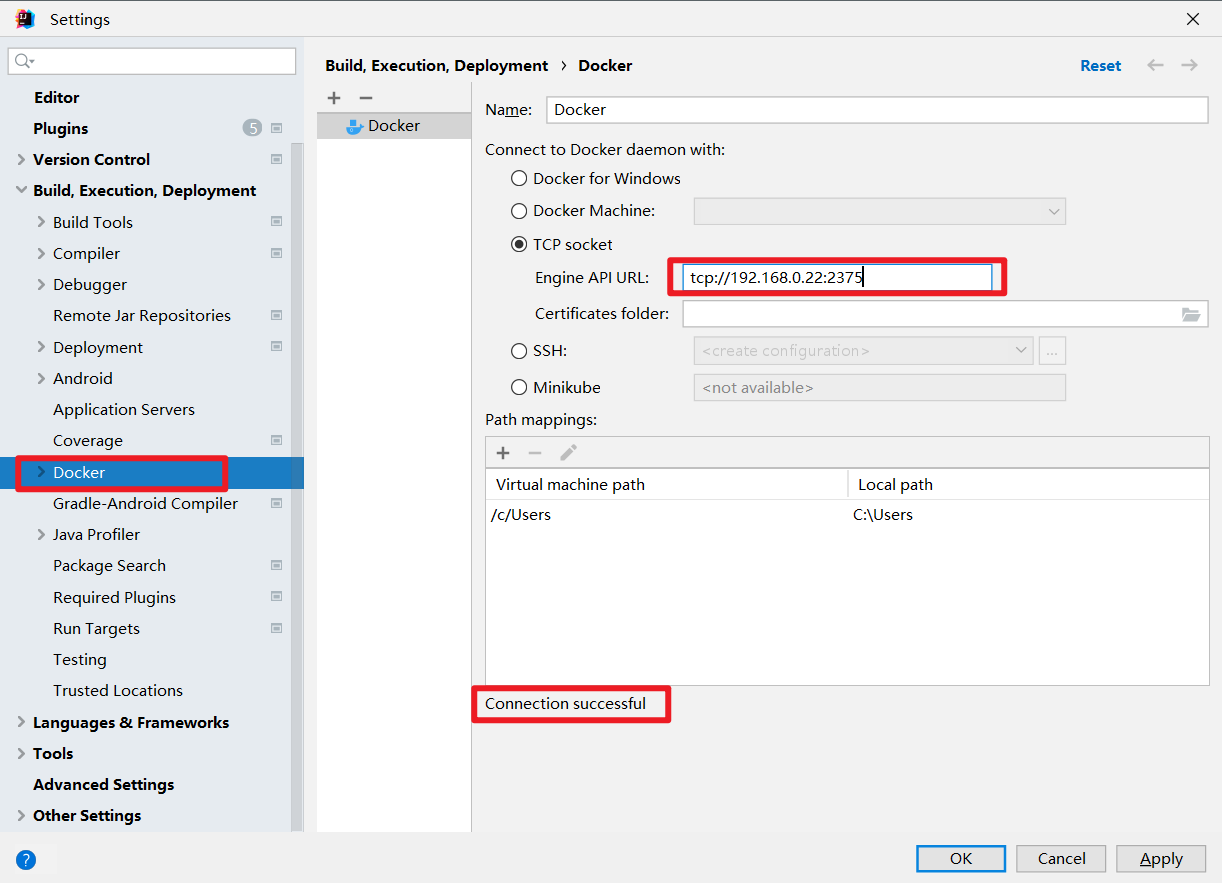 Settings
Build, Execution, Deployment › Docker
Reset
Editor
Plugins
5
Version Control
Build, Execution, Deployment
Build Tools
Compiler
Debugger
Remote Jar Repositories
Deployment
Android
Application Servers
Coverage
Docker
Gradle-Android Compiler
Java Profiler
Package Search
Required Plugins
Run Targets
Testing
Trusted Locations
Languages & Frameworks
Tools
Advanced Settings
Other Settings
Docker
Name: Docker
Connect to Docker daemon with:
Docker for Windows
Docker Machine:
TCP socket
Engine API URL: tcp://192.168.0.22:2375
Certificates folder:
SSH: <create configuration> ...
Minikube <not available>
Path mappings:
Virtual machine path Local path
/c/Users C:\Users
Connection successful
? OK Cancel Apply